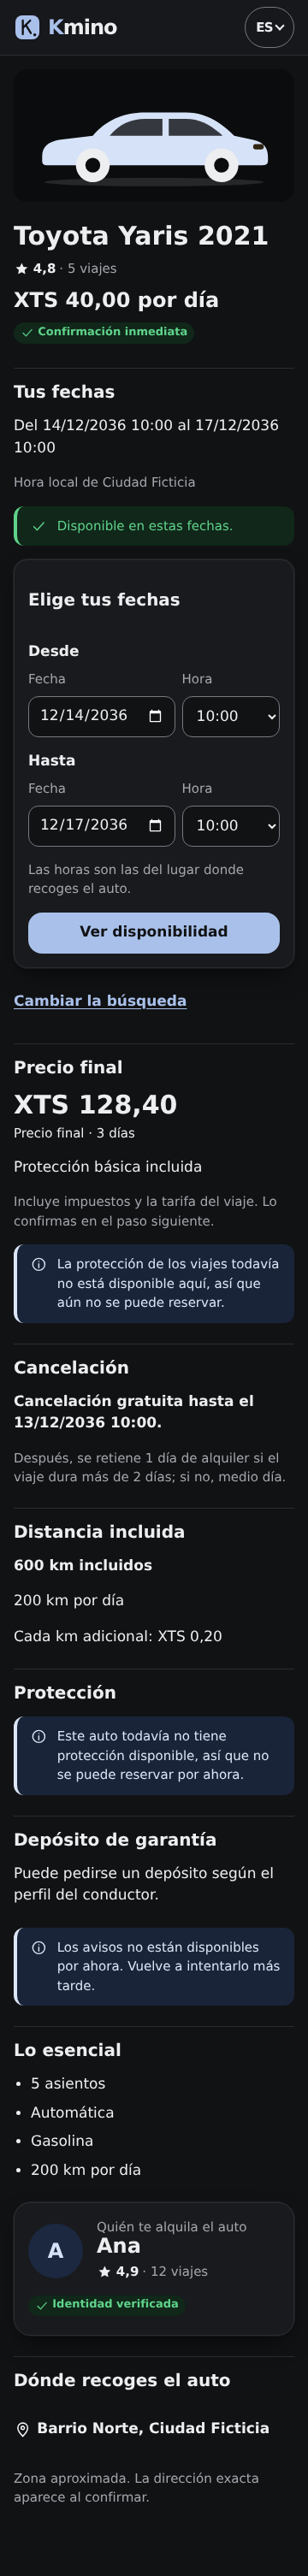 Kmino
ES
Toyota Yaris 2021
★ 4,8 · 5 viajes
XTS 40,00 por día
Confirmación inmediata
Tus fechas
Del 14/12/2036 10:00 al 17/12/2036
10:00
Hora local de Ciudad Ficticia
Disponible en estas fechas.
Elige tus fechas
Desde
Fecha Hora
12/14/2036 10:00
Hasta
Fecha Hora
12/17/2036 10:00
Las horas son las del lugar donde
recoges el auto.
Ver disponibilidad
Cambiar la búsqueda
Precio final
XTS 128,40
Precio final · 3 días
Protección básica incluida
Incluye impuestos y la tarifa del viaje. Lo
confirmas en el paso siguiente.
La protección de los viajes todavía
no está disponible aquí, así que
aún no se puede reservar.
Cancelación
Cancelación gratuita hasta el
13/12/2036 10:00.
Después, se retiene 1 día de alquiler si el
viaje dura más de 2 días; si no, medio día.
Distancia incluida
600 km incluidos
200 km por día
Cada km adicional: XTS 0,20
Protección
Este auto todavía no tiene
protección disponible, así que no
se puede reservar por ahora.
Depósito de garantía
Puede pedirse un depósito según el
perfil del conductor.
Los avisos no están disponibles
por ahora. Vuelve a intentarlo más
tarde.
Lo esencial
• 5 asientos
• Automática
• Gasolina
• 200 km por día
A
Quién te alquila el auto
Ana
★ 4,9 · 12 viajes
Identidad verificada
Dónde recoges el auto
Barrio Norte, Ciudad Ficticia
Zona aproximada. La dirección exacta
aparece al confirmar.